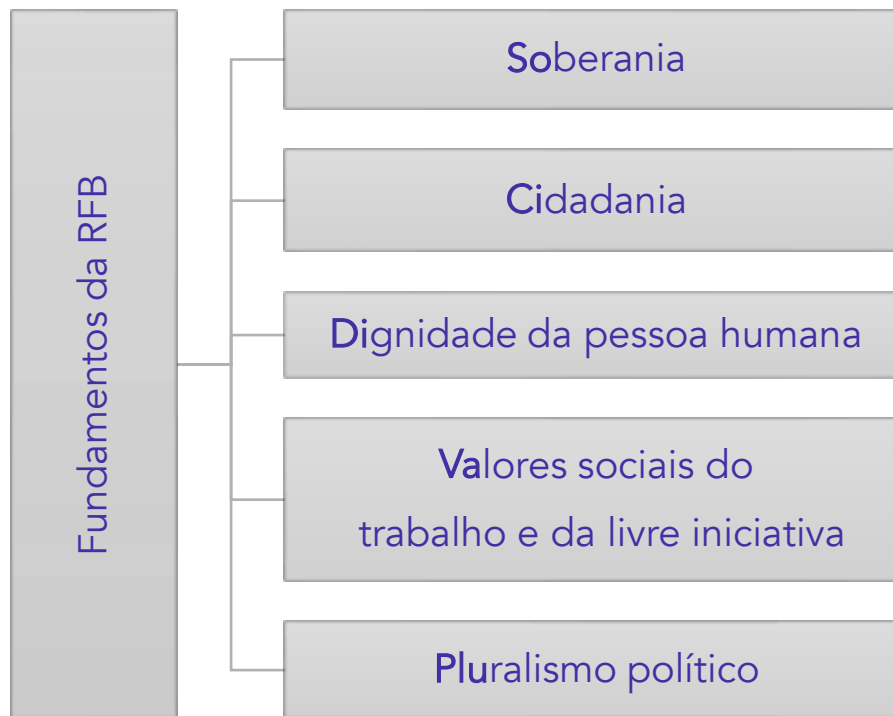 Fundamentos da RFB
Soberania
Cidadania
Dignidade da pessoa humana
Valores sociais do
trabalho e da livre iniciativa
Pluralismo político